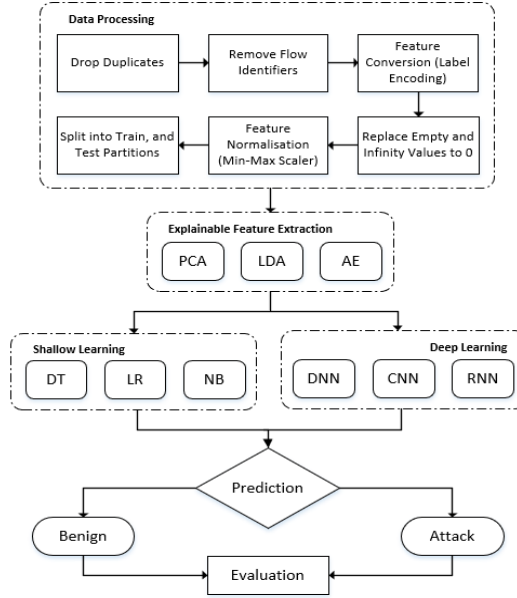 Data Processing
Drop Duplicates
Remove Flow
Identifiers
Feature
Conversion (Label
Encoding)
Split into Train, and
Test Partitions
Feature
Normalisation
(Min-Max Scaler)
Replace Empty and
Infinity Values to 0
Explainable Feature Extraction
PCA
LDA
AE
Shallow Learning
DT
LR
NB
Deep Learning
DNN
CNN
RNN
Prediction
Benign
Attack
Evaluation